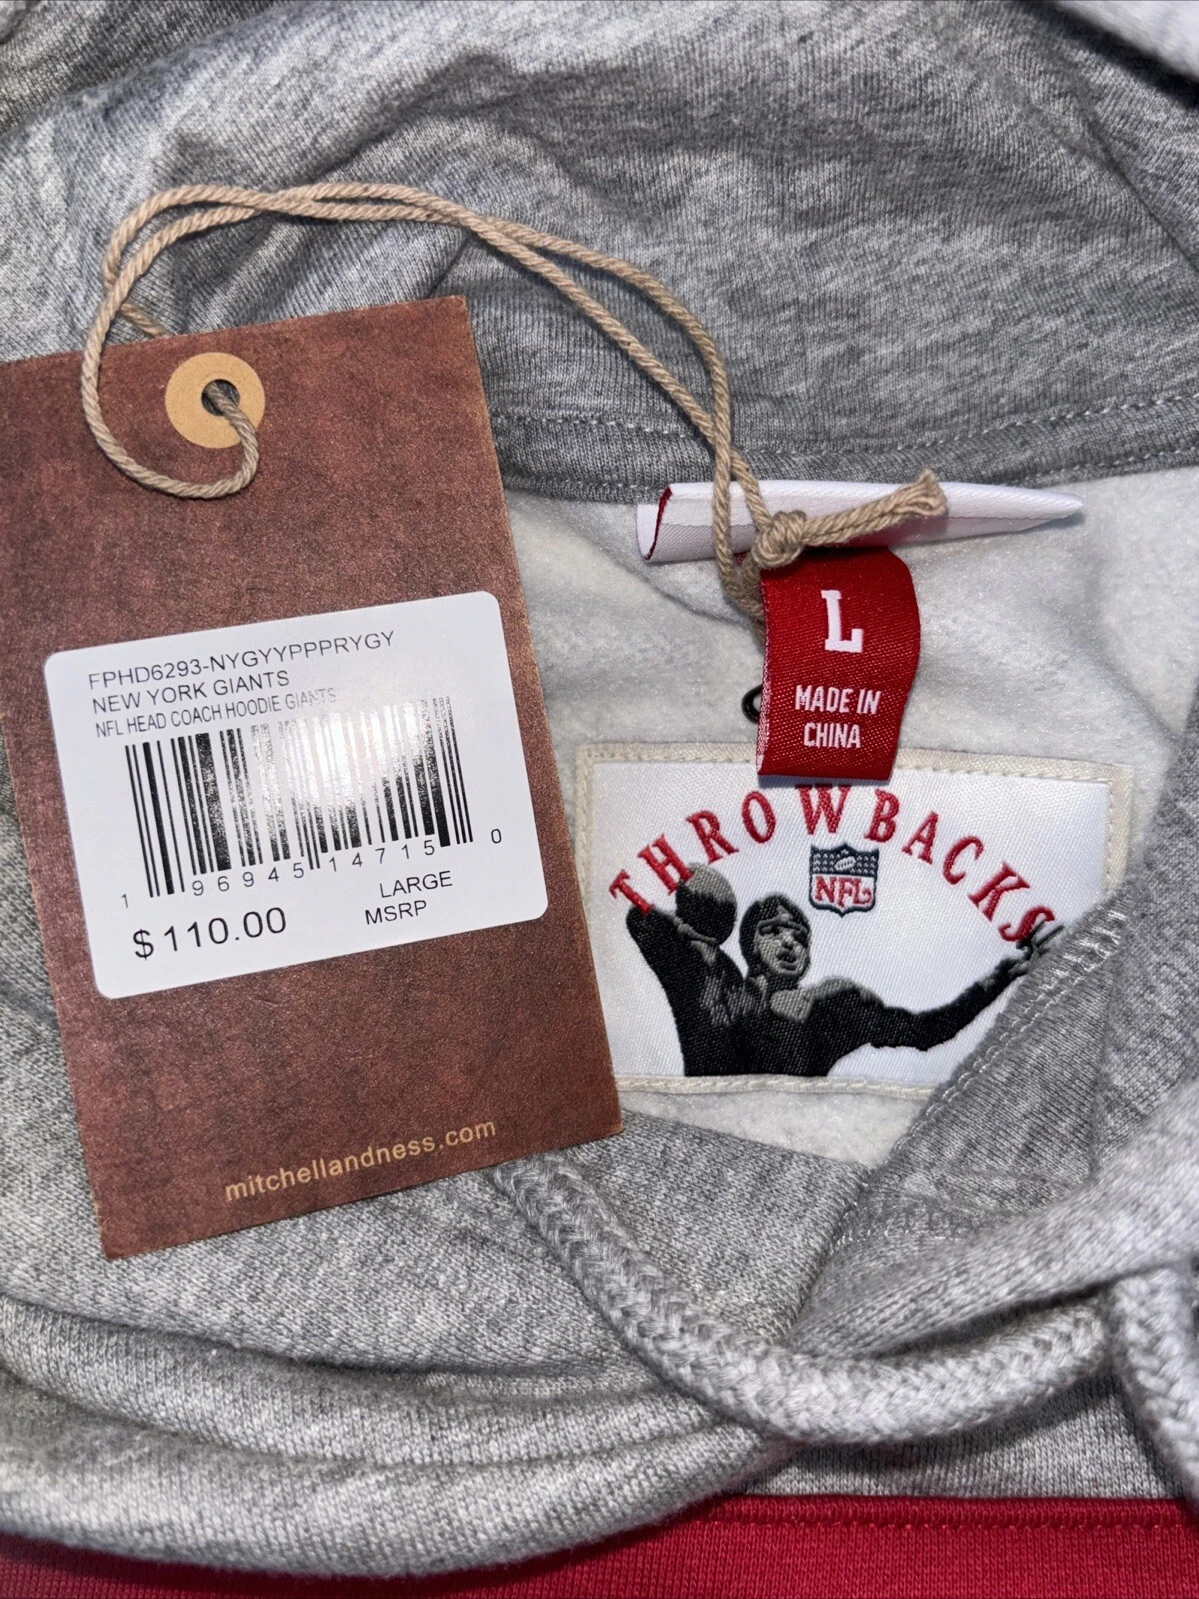 FPHD6293-NYGYYPPPRYGY
NEW YORK GIANTS
NFL HEAD COACH HOODIE GIANTS
1 96945 14715 0
LARGE
$110.00 MSRP
mitchellandness.com
L
MADE IN
CHINA
THROWBACKS
NFL